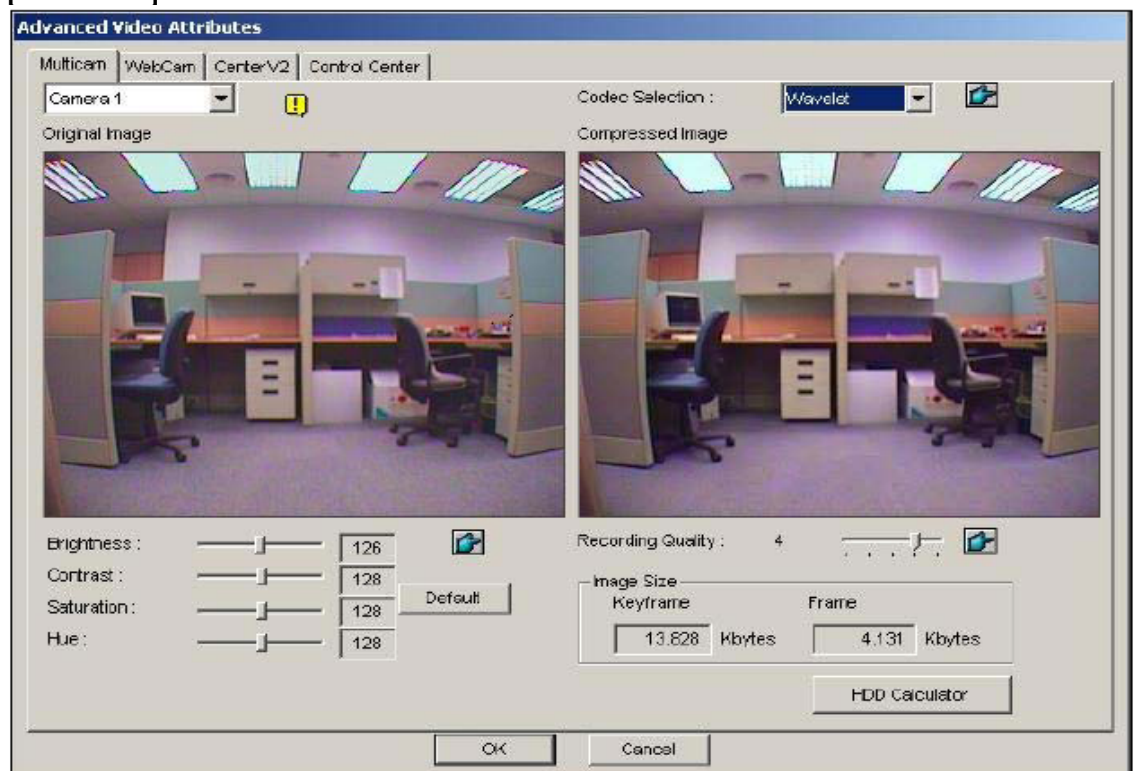 Advanced Video Attributes
Multicam WebCam CenterV2 Control Center
Camera 1
Codec Selection : Wavelet
Original Image
Compressed Image
Brightness : 126
Contrast : 128
Saturation : 128
Hue : 128
Default
Recording Quality : 4
Image Size
Keyframe Frame
13.828 Kbytes 4.131 Kbytes
HDD Calculator
OK Cancel